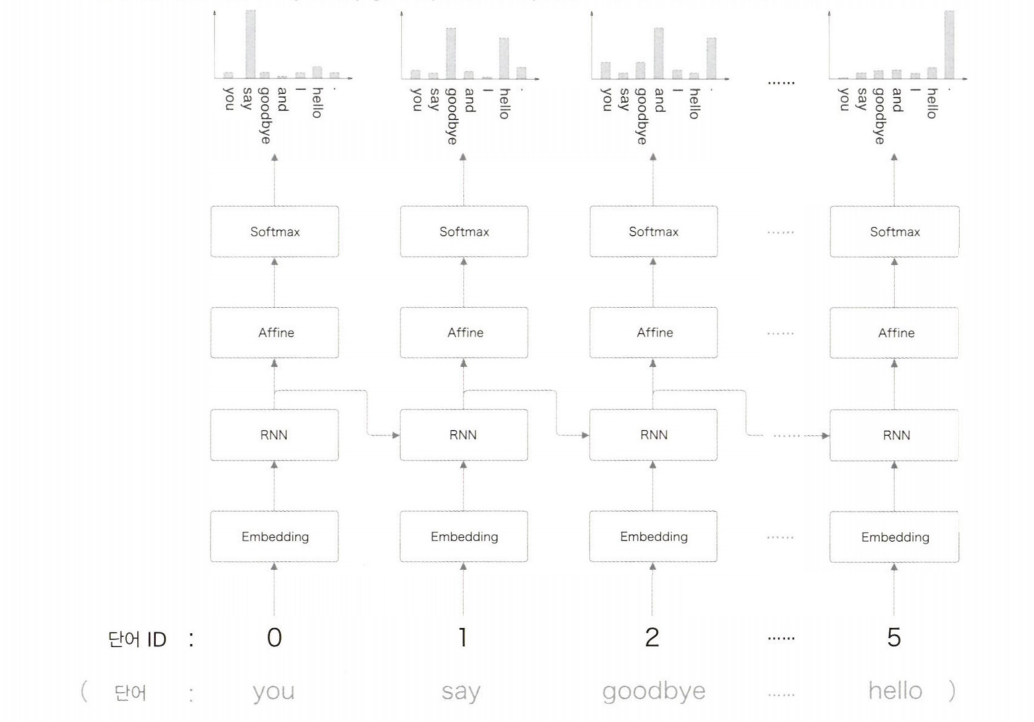 you say goodbye and I hello .
you say goodbye and I hello .
you say goodbye and I hello .
......
you say goodbye and I hello .
Softmax Softmax Softmax ...... Softmax
Affine Affine Affine ...... Affine
RNN RNN RNN ...... RNN
Embedding Embedding Embedding ...... Embedding
단어 ID : 0 1 2 ...... 5
( 단어 : you say goodbye ...... hello )